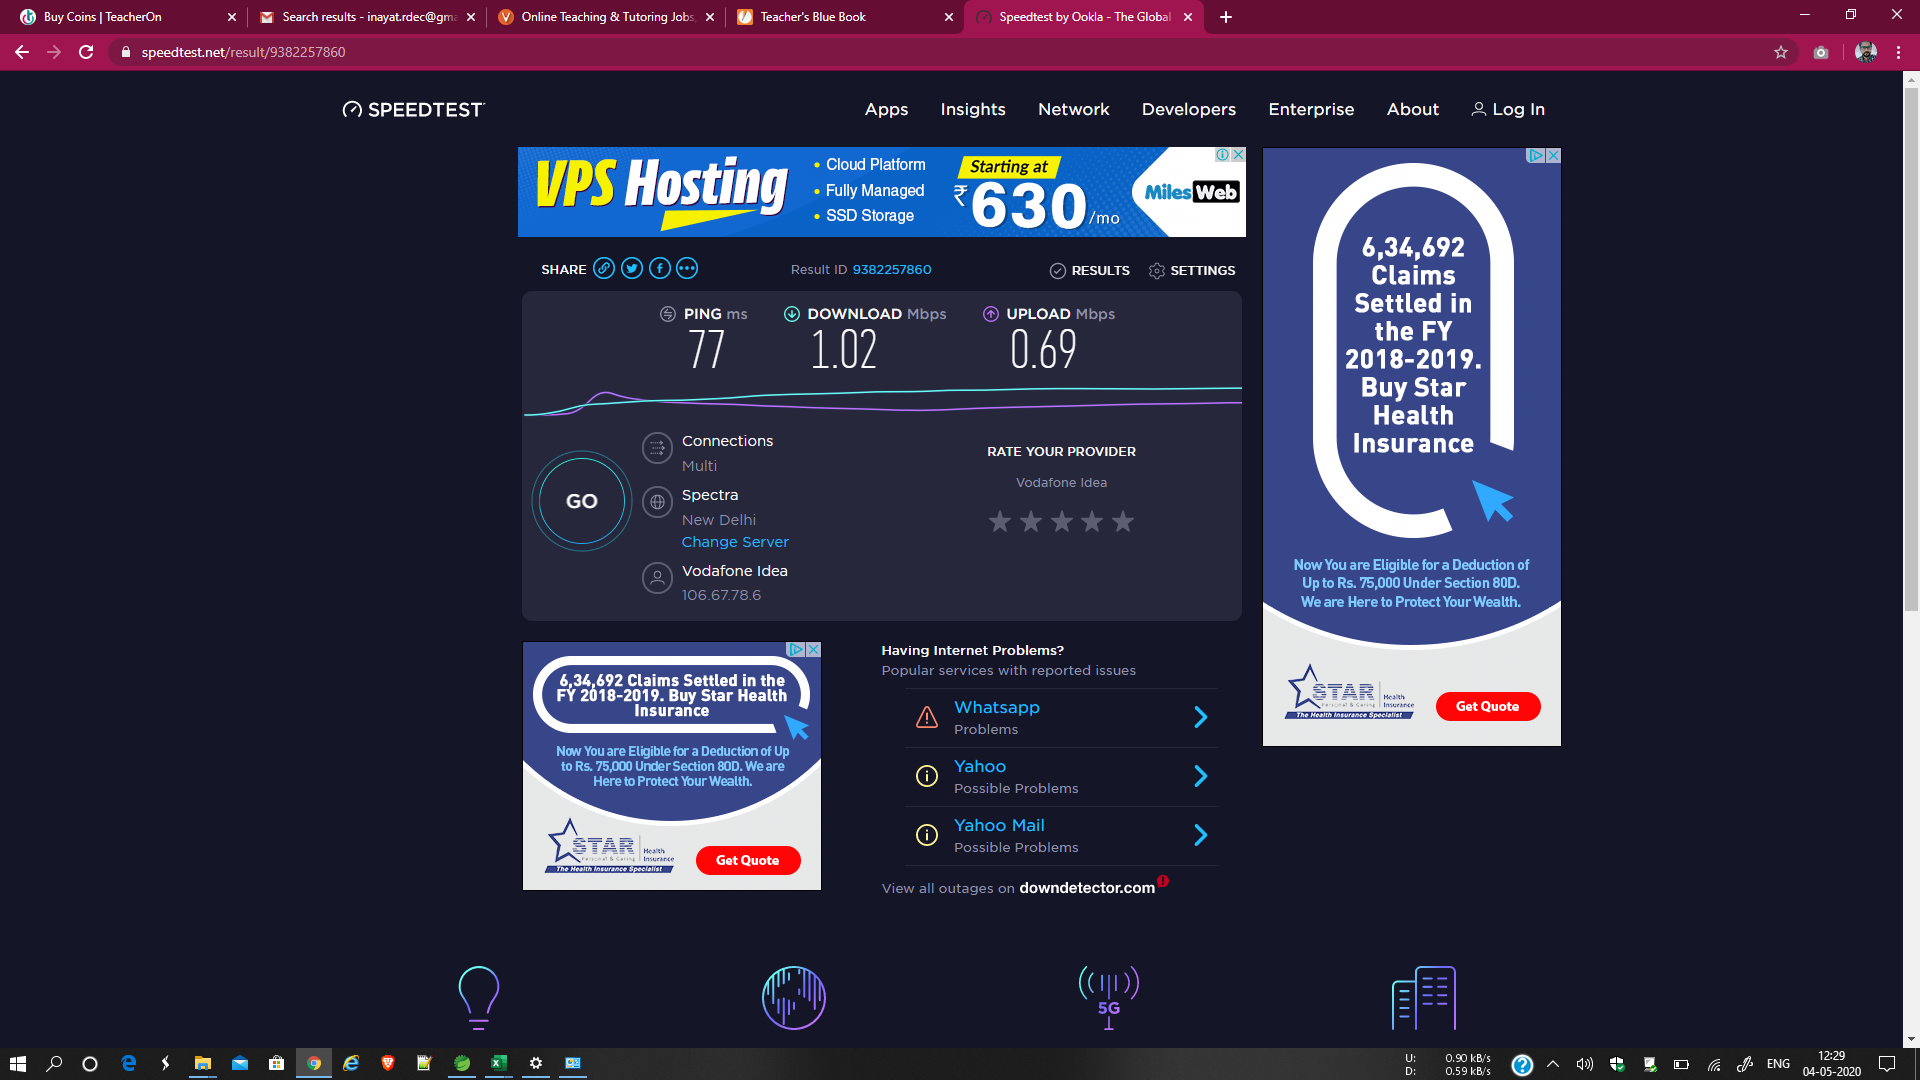 Buy Coins | TeacherOn
Search results - inayat.rdec@gma
Online Teaching & Tutoring Jobs,
Teacher's Blue Book
Speedtest by Ookla - The Global
speedtest.net/result/9382257860
SPEEDTEST
Apps
Insights
Network
Developers
Enterprise
About
Log In
VPS Hosting
• Cloud Platform
• Fully Managed
• SSD Storage
Starting at
₹630/mo
MilesWeb
SHARE
Result ID 9382257860
RESULTS
SETTINGS
PING ms
77
DOWNLOAD Mbps
1.02
UPLOAD Mbps
0.69
GO
Connections
Multi
Spectra
New Delhi
Change Server
Vodafone Idea
106.67.78.6
RATE YOUR PROVIDER
Vodafone Idea
6,34,692
Claims
Settled in
the FY
2018-2019.
Buy Star
Health
Insurance
Now You are Eligible for a Deduction of
Up to Rs. 75,000 Under Section 80D.
We are Here to Protect Your Wealth.
STAR
Personal & Caring
Health
Insurance
The Health Insurance Specialist
Get Quote
6,34,692 Claims Settled in the
FY 2018-2019. Buy Star Health
Insurance
Now You are Eligible for a Deduction of Up
to Rs. 75,000 Under Section 80D. We are
Here to Protect Your Wealth.
STAR
Personal & Caring
Health
Insurance
The Health Insurance Specialist
Get Quote
Having Internet Problems?
Popular services with reported issues
Whatsapp
Problems
Yahoo
Possible Problems
Yahoo Mail
Possible Problems
View all outages on downdetector.com
5G
U: 0.90 kB/s
D: 0.59 kB/s
ENG
12:29
04-05-2020